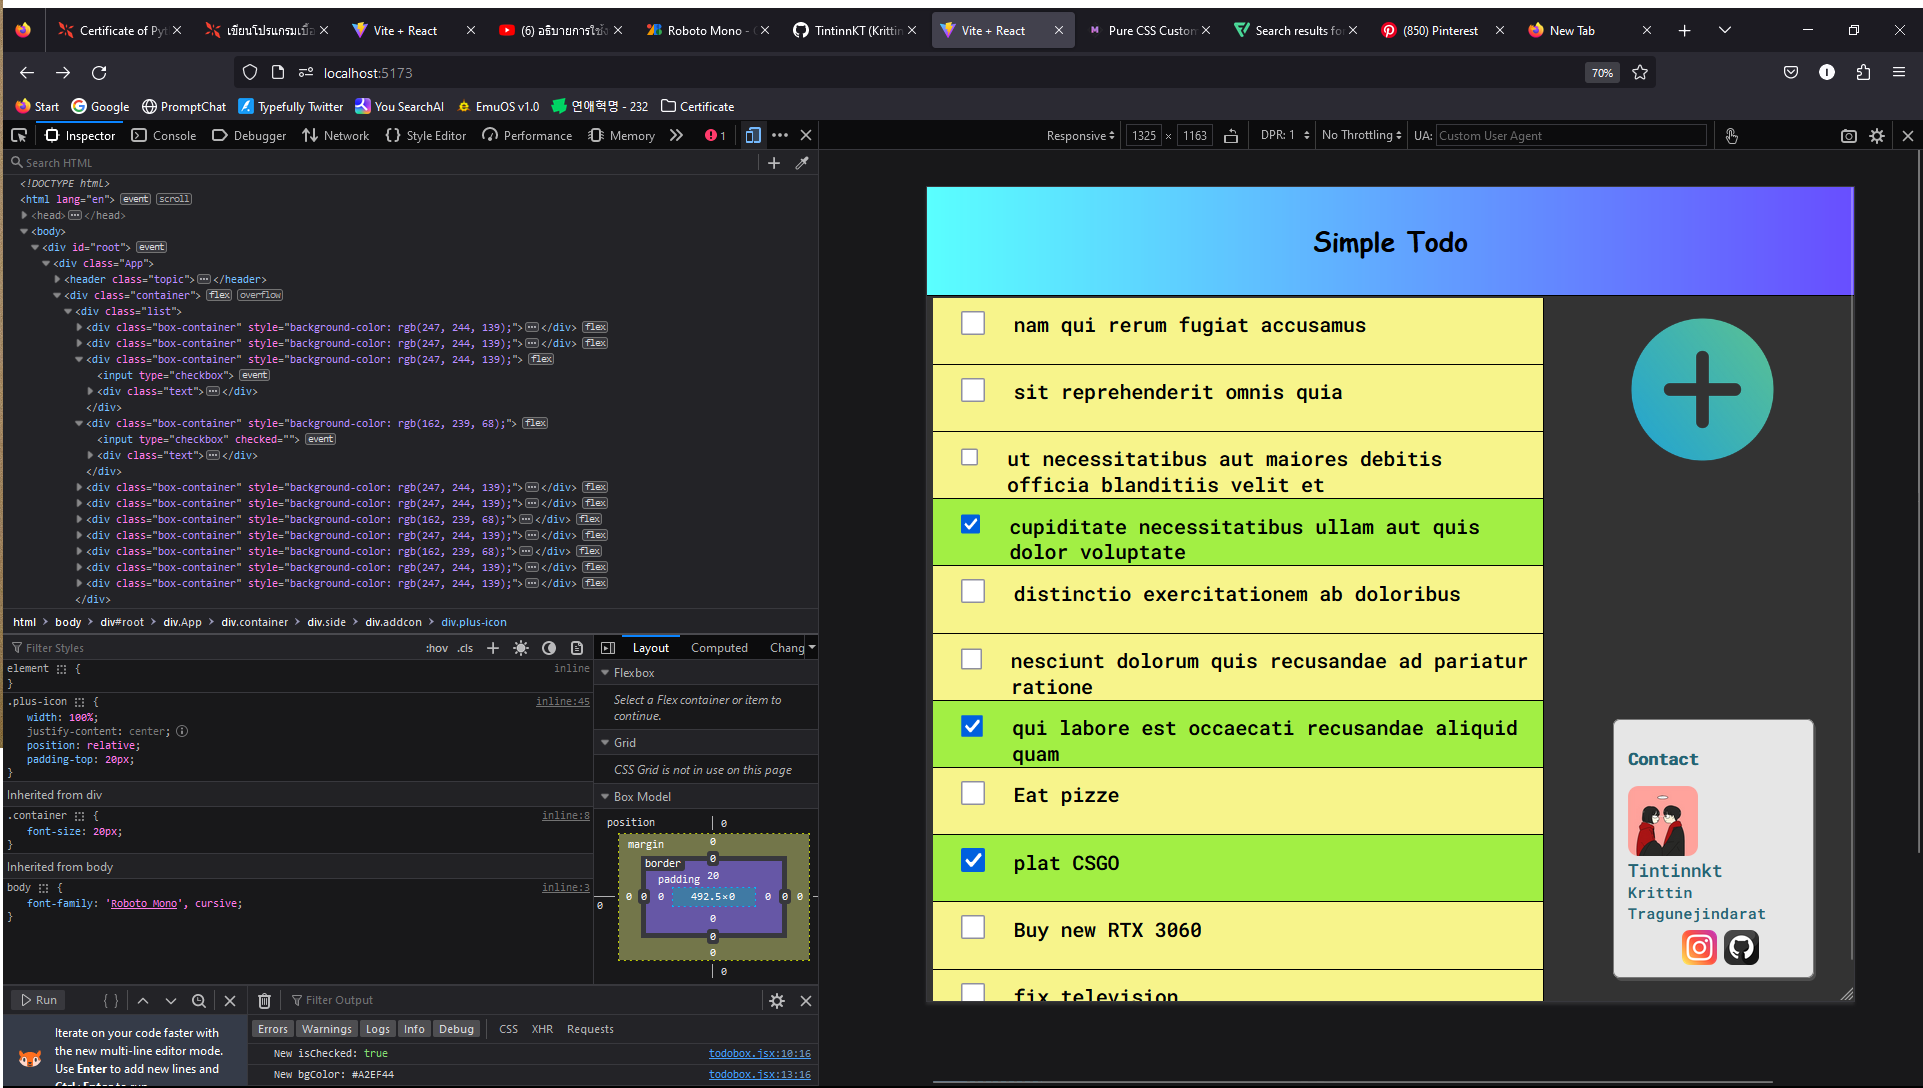 Certificate of Pyt
เขียนโปรแกรมเบื้อ
Vite + React
(6) อธิบายการใช้ง
Roboto Mono - G
TintinnKT (Krittin
Vite + React
Pure CSS Custom
Search results fo
(850) Pinterest
New Tab
localhost:5173
70%
Start
Google
PromptChat
Typefully Twitter
You SearchAI
EmuOS v1.0
연애혁명 - 232
Certificate
Inspector
Console
Debugger
Network
Style Editor
Performance
Memory
1
Responsive
1325 × 1163
DPR: 1
No Throttling
UA: Custom User Agent
Search HTML
<!DOCTYPE html>
<html lang="en"> event scroll
<head> ⋯ </head>
<body>
<div id="root"> event
<div class="App">
<header class="topic"> ⋯ </header>
<div class="container"> flex overflow
<div class="list">
<div class="box-container" style="background-color: rgb(247, 244, 139);"> ⋯ </div> flex
<div class="box-container" style="background-color: rgb(247, 244, 139);"> ⋯ </div> flex
<div class="box-container" style="background-color: rgb(247, 244, 139);"> flex
<input type="checkbox"> event
<div class="text"> ⋯ </div>
</div>
<div class="box-container" style="background-color: rgb(162, 239, 68);"> flex
<input type="checkbox" checked=""> event
<div class="text"> ⋯ </div>
</div>
<div class="box-container" style="background-color: rgb(247, 244, 139);"> ⋯ </div> flex
<div class="box-container" style="background-color: rgb(247, 244, 139);"> ⋯ </div> flex
<div class="box-container" style="background-color: rgb(162, 239, 68);"> ⋯ </div> flex
<div class="box-container" style="background-color: rgb(247, 244, 139);"> ⋯ </div> flex
<div class="box-container" style="background-color: rgb(162, 239, 68);"> ⋯ </div> flex
<div class="box-container" style="background-color: rgb(247, 244, 139);"> ⋯ </div> flex
<div class="box-container" style="background-color: rgb(247, 244, 139);"> ⋯ </div> flex
</div>
html > body > div#root > div.App > div.container > div.side > div.addcon > div.plus-icon
Filter Styles
:hov .cls
element { inline
}
.plus-icon { inline:45
width: 100%;
justify-content: center;
position: relative;
padding-top: 20px;
}
Inherited from div
.container { inline:8
font-size: 20px;
}
Inherited from body
body { inline:3
font-family: 'Roboto Mono', cursive;
}
Layout
Computed
Chang
Flexbox
Select a Flex container or item to
continue.
Grid
CSS Grid is not in use on this page
Box Model
position 0
margin 0
border 0
padding 20
0 0 0 0 492.5×0 0 0 0
0
0
0
0
Run
{ }
Filter Output
Iterate on your code faster with
the new multi-line editor mode.
Use Enter to add new lines and
Ctrl+Enter to run.
Errors Warnings Logs Info Debug CSS XHR Requests
New isChecked: true todobox.jsx:10:16
New bgColor: #A2EF44 todobox.jsx:13:16
Simple Todo
nam qui rerum fugiat accusamus
sit reprehenderit omnis quia
ut necessitatibus aut maiores debitis
officia blanditiis velit et
cupiditate necessitatibus ullam aut quis
dolor voluptate
distinctio exercitationem ab doloribus
nesciunt dolorum quis recusandae ad pariatur
ratione
qui labore est occaecati recusandae aliquid
quam
Eat pizze
plat CSGO
Buy new RTX 3060
fix television
Contact
Tintinnkt
Krittin
Tragunejindarat